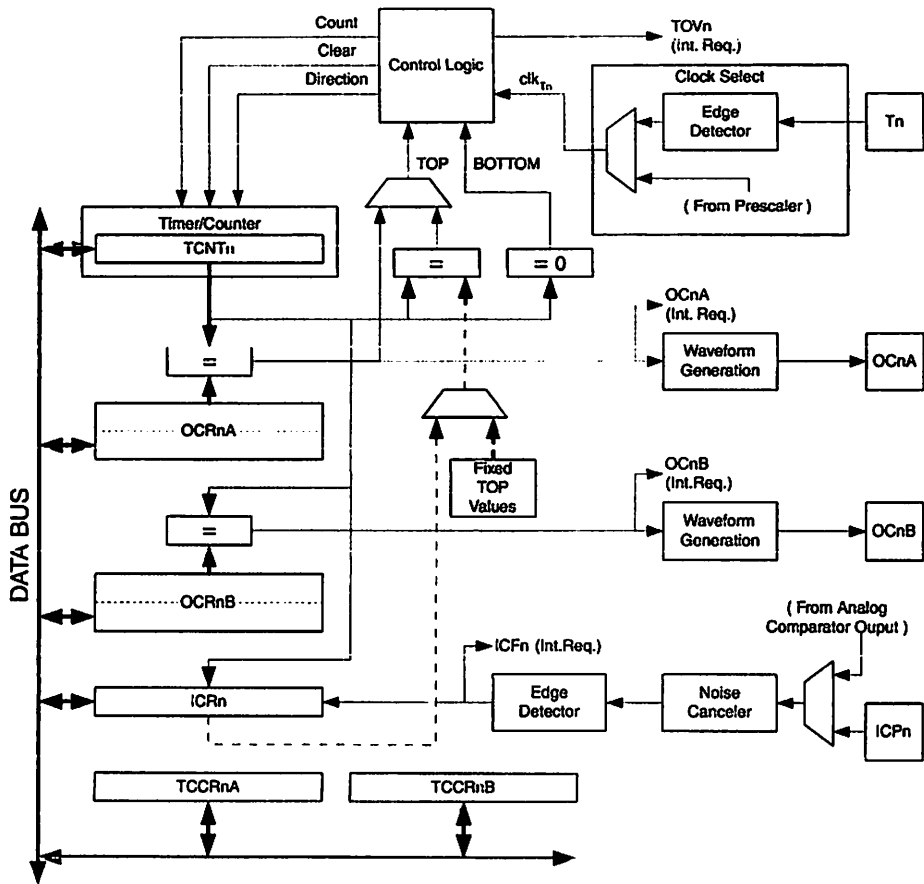 Count
Clear
Direction
Control Logic
TOVn
(Int. Req.)
clkTn
Clock Select
Edge
Detector
Tn
( From Prescaler )
TOP
BOTTOM
Timer/Counter
TCNTn
=
= 0
OCnA
(Int. Req.)
=
Waveform
Generation
OCnA
OCRnA
Fixed
TOP
Values
OCnB
(Int.Req.)
=
Waveform
Generation
OCnB
OCRnB
DATA BUS
( From Analog
Comparator Ouput )
ICFn (Int.Req.)
ICRn
Edge
Detector
Noise
Canceler
ICPn
TCCRnA
TCCRnB